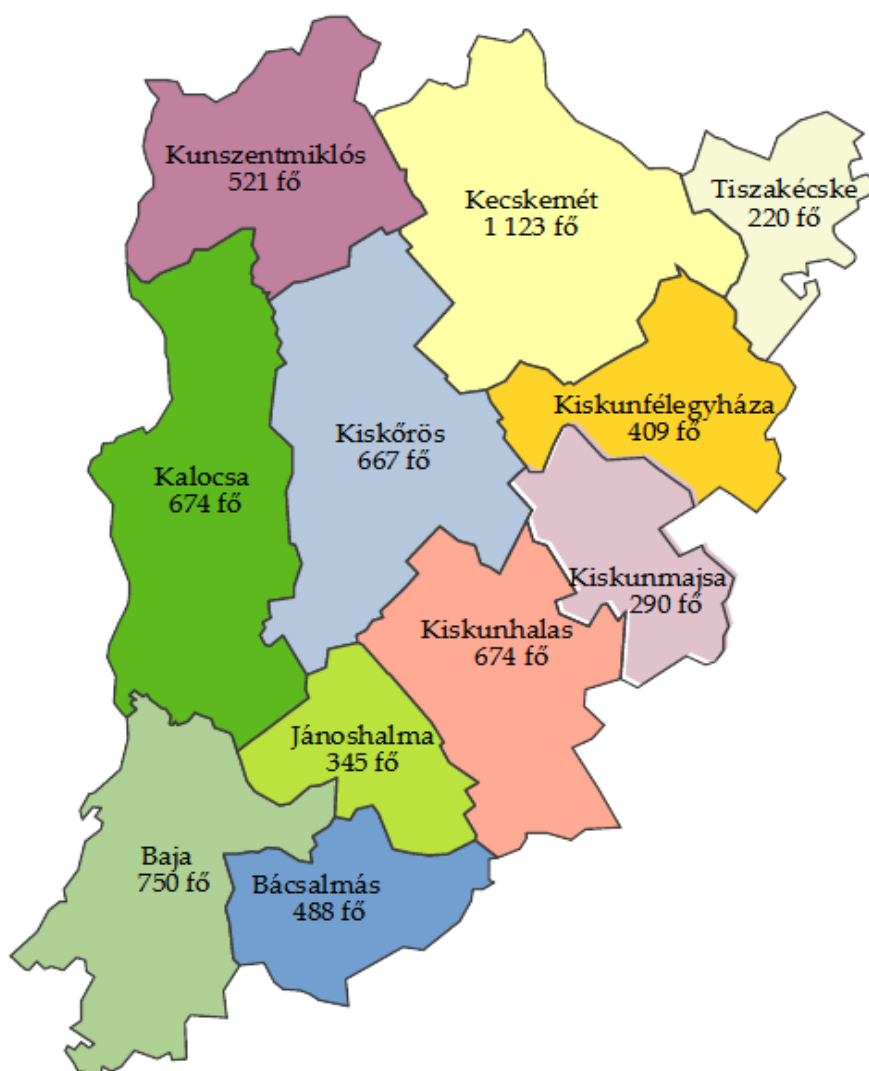 Kunszentmiklós
521 fő
Kecskemét
1 123 fő
Tiszakécske
220 fő
Kiskunfélegyháza
409 fő
Kiskőrös
667 fő
Kalocsa
674 fő
Kiskunmajsa
290 fő
Kiskunhalas
674 fő
Jánoshalma
345 fő
Baja
750 fő
Bácsalmás
488 fő